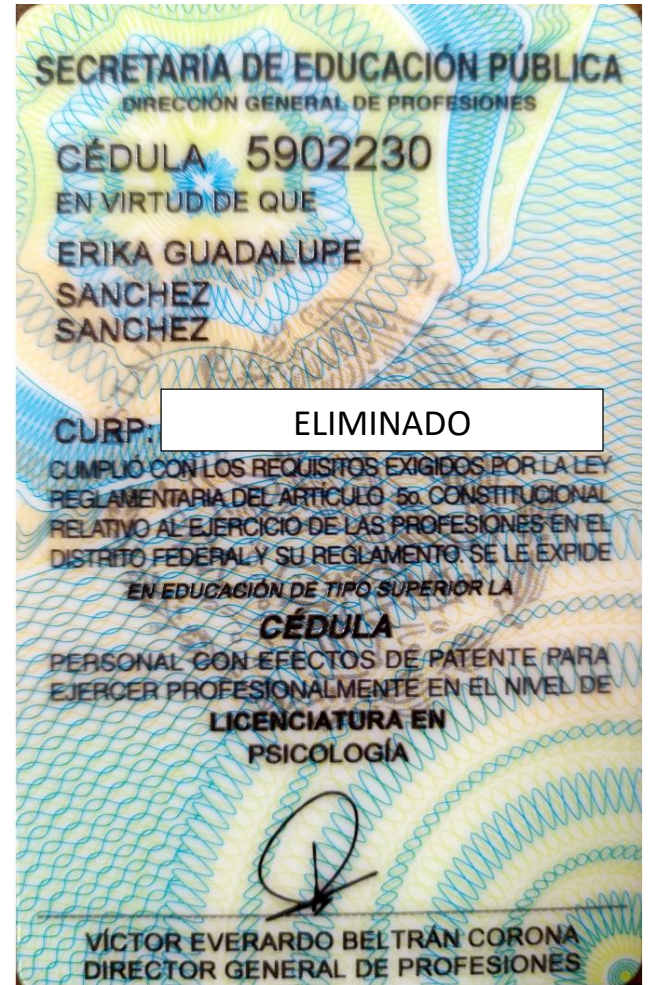 SECRETARÍA DE EDUCACIÓN PÚBLICA
DIRECCIÓN GENERAL DE PROFESIONES
CÉDULA 5902230
EN VIRTUD DE QUE
ERIKA GUADALUPE
SANCHEZ
SANCHEZ
CURP: ELIMINADO
CUMPLIÓ CON LOS REQUISITOS EXIGIDOS POR LA LEY
REGLAMENTARIA DEL ARTÍCULO 5o. CONSTITUCIONAL
RELATIVO AL EJERCICIO DE LAS PROFESIONES EN EL
DISTRITO FEDERAL Y SU REGLAMENTO. SE LE EXPIDE
EN EDUCACIÓN DE TIPO SUPERIOR LA
CÉDULA
PERSONAL CON EFECTOS DE PATENTE PARA
EJERCER PROFESIONALMENTE EN EL NIVEL DE
LICENCIATURA EN
PSICOLOGÍA
VÍCTOR EVERARDO BELTRÁN CORONA
DIRECTOR GENERAL DE PROFESIONES